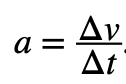 a = Δv/Δt.